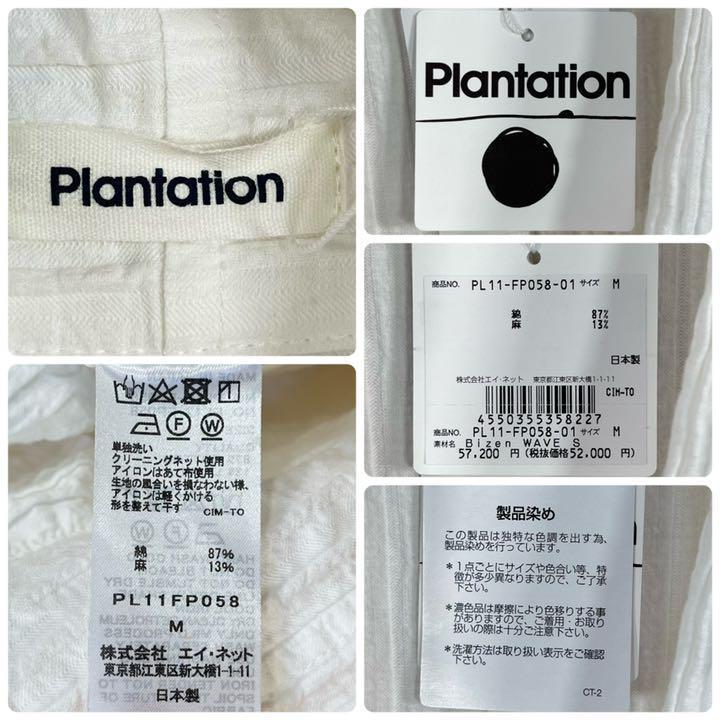 Plantation
Plantation
商品NO. PL11-FP058-01 サイズ M
綿 87%
麻 13%
日本製
株式会社エイ・ネット 東京都江東区新大橋1-1-11
CIM-TO
4550355358227
商品NO. PL11-FP058-01 サイズ M
素材名 Bizen WAVE S
57,200 円 (税抜価格52,000 円)
単独洗い
クリーニングネット使用
アイロンはあて布使用
生地の風合いを損なわない様、
アイロンは軽くかける
形を整えて干す
CIM-TO
綿 87%
麻 13%
PL11FP058
M
株式会社 エイ・ネット
東京都江東区新大橋1-1-11
日本製
製品染め
この製品は独特な色調を出す為、
製品染めを行っています。
*1点ごとにサイズや色合い等、特
徴が多少異なりますので、ご了承
下さい。
*濃色品は摩擦により色移りする事
がありますので、ご着用・お取り
扱いの際は十分ご注意下さい。
*洗濯方法は取り扱い表示をご確認
下さい。
CT-2